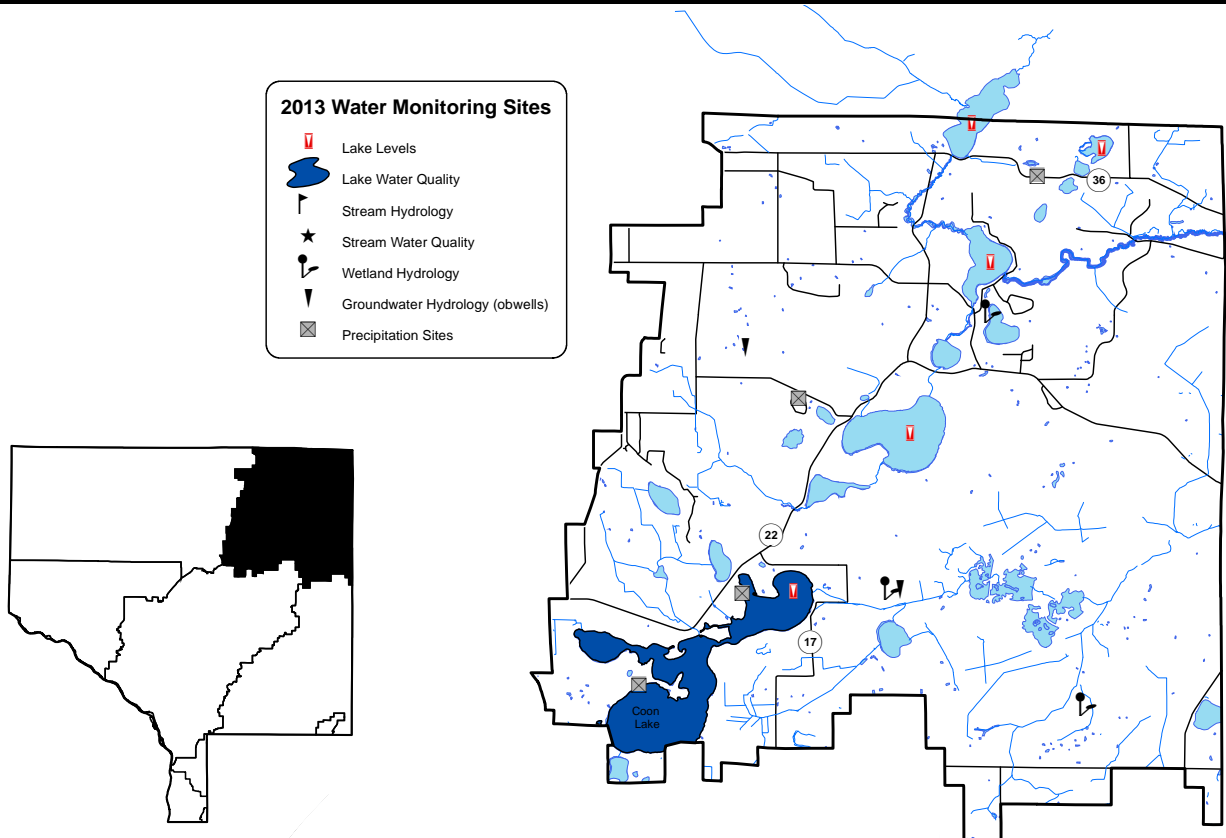 2013 Water Monitoring Sites
Lake Levels
Lake Water Quality
Stream Hydrology
Stream Water Quality
Wetland Hydrology
Groundwater Hydrology (obwells)
Precipitation Sites
36
22
17
Coon
Lake